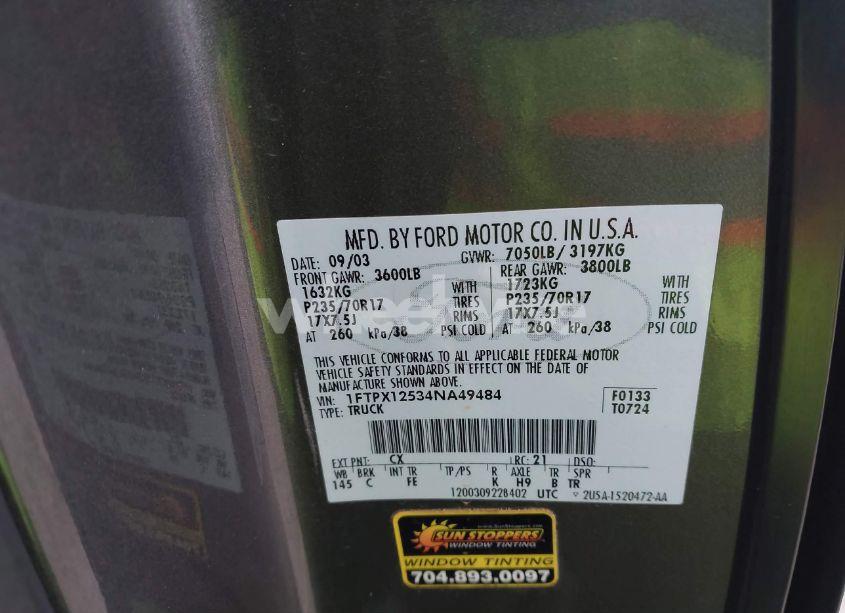 MFD. BY FORD MOTOR CO. IN U.S.A.
DATE: 09/03 GVWR: 7050LB/ 3197KG
FRONT GAWR: 3600LB REAR GAWR: 3800LB
1632KG WITH 1723KG WITH
P235/70R17 TIRES P235/70R17 TIRES
17X7.5J RIMS 17X7.5J RIMS
AT 260 kPa/38 PSI COLD AT 260 kPa/38 PSI COLD
THIS VEHICLE CONFORMS TO ALL APPLICABLE FEDERAL MOTOR
VEHICLE SAFETY STANDARDS IN EFFECT ON THE DATE OF
MANUFACTURE SHOWN ABOVE.
VIN: 1FTPX12534NA49484 F0133
TYPE: TRUCK T0724
EXT PNT: CX RC: 21 DSO:
WB BRK INT TR TP/PS R AXLE TR SPR
145 C FE K H9 B TR
1200309228402 UTC 2U5A-1520472-AA
www.SunStoppers.com
SUN STOPPERS
WINDOW TINTING
WINDOW TINTING
704.893.0097